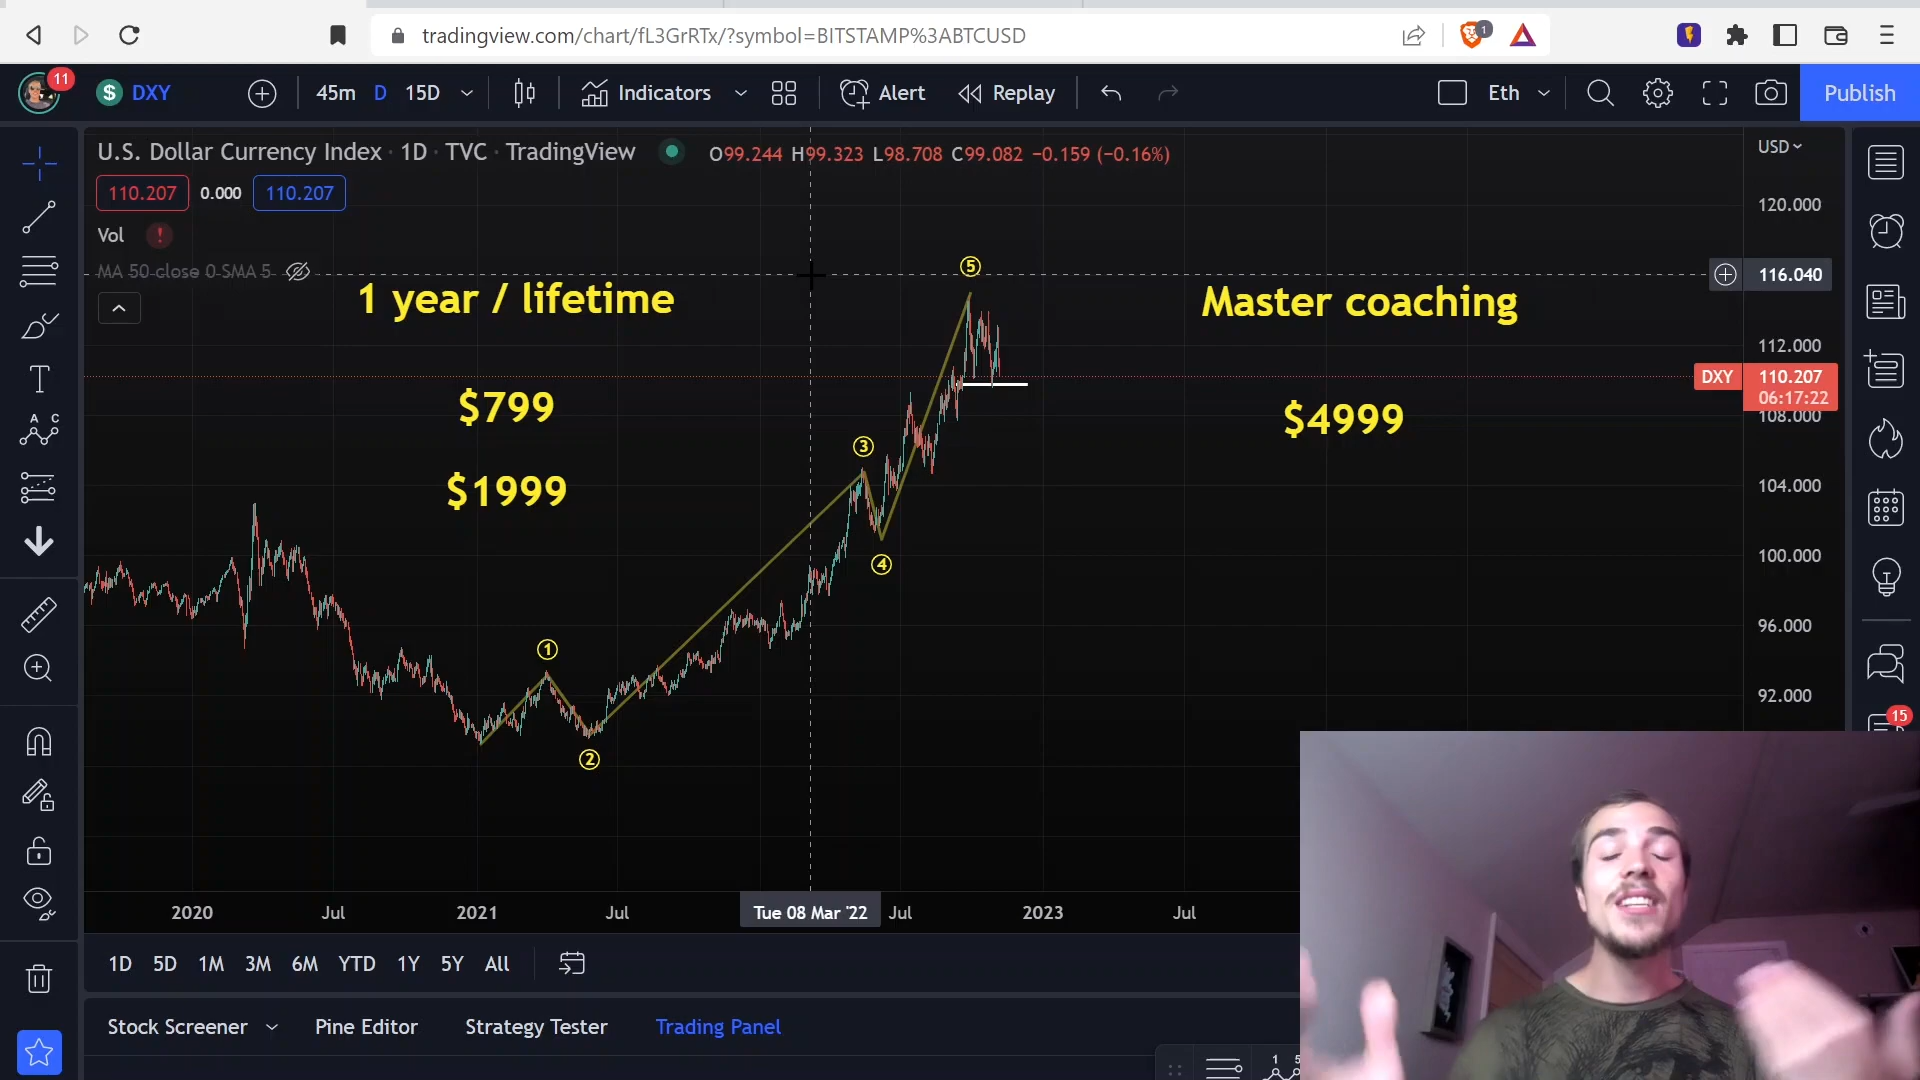 tradingview.com/chart/fL3GrRTx/?symbol=BITSTAMP%3ABTCUSD
1
11
$ DXY
45m D 15D
Indicators
Alert
Replay
Eth
Publish
U.S. Dollar Currency Index · 1D · TVC · TradingView
O99.244 H99.323 L98.708 C99.082 −0.159 (−0.16%)
USD
110.207 0.000 110.207
120.000
Vol !
MA 50 close 0 SMA 5
116.040
1 year / lifetime
Master coaching
5
112.000
DXY 110.207
06:17:22
$799
$4999
108.000
3
A C
$1999
104.000
4
100.000
96.000
1
92.000
2
15
T
2020 Jul 2021 Jul Tue 08 Mar '22 Jul 2023 Jul
1D 5D 1M 3M 6M YTD 1Y 5Y All
Stock Screener Pine Editor Strategy Tester Trading Panel
1 5